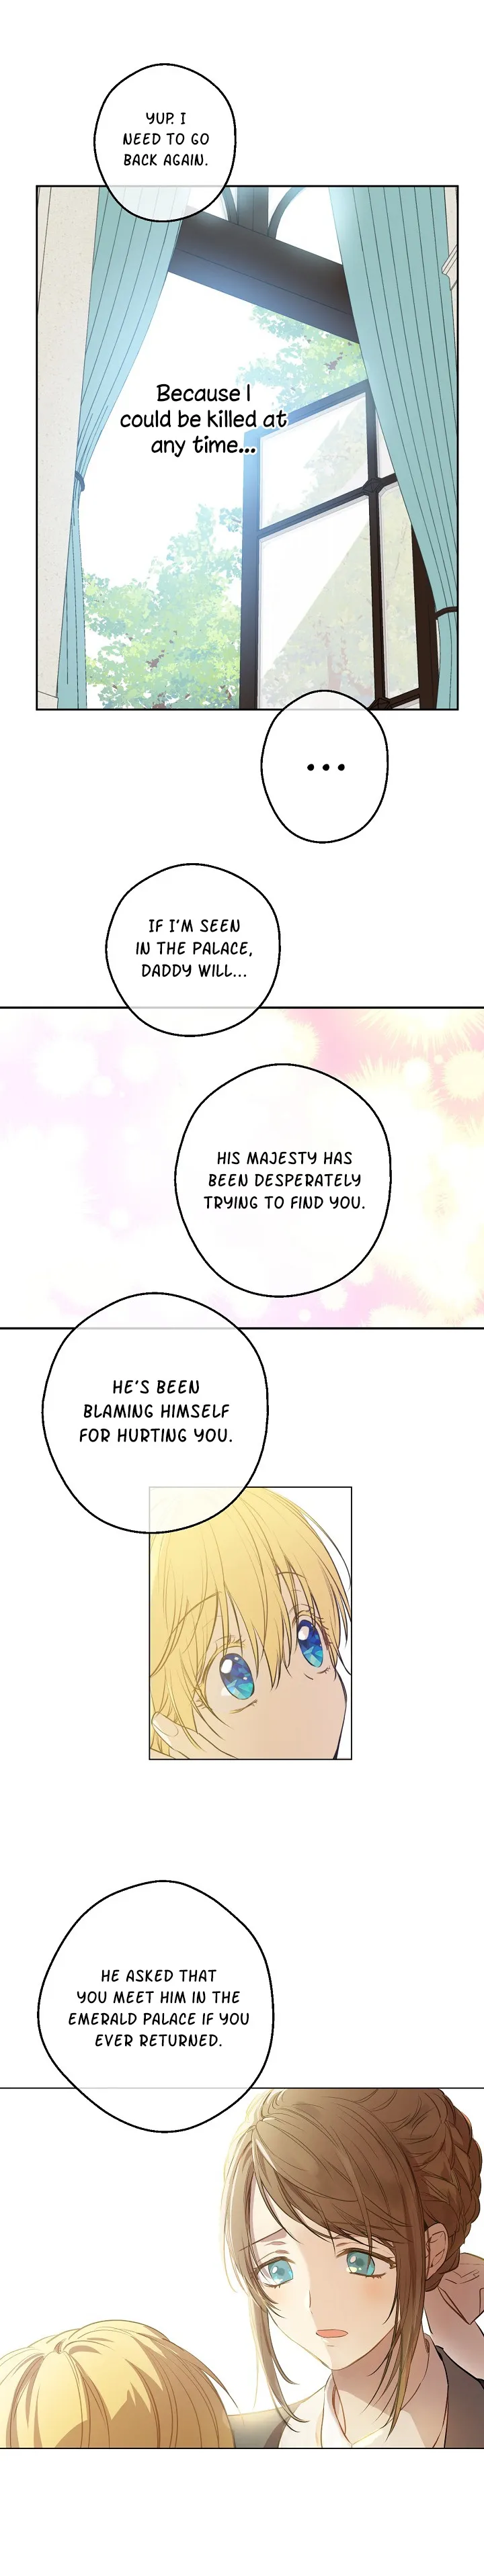 YUP. I
NEED TO GO
BACK AGAIN.
Because I
could be killed at
any time...
...
IF I'M SEEN
IN THE PALACE,
DADDY WILL...
HIS MAJESTY HAS
BEEN DESPERATELY
TRYING TO FIND YOU.
HE'S BEEN
BLAMING HIMSELF
FOR HURTING YOU.
HE ASKED THAT
YOU MEET HIM IN THE
EMERALD PALACE IF YOU
EVER RETURNED.